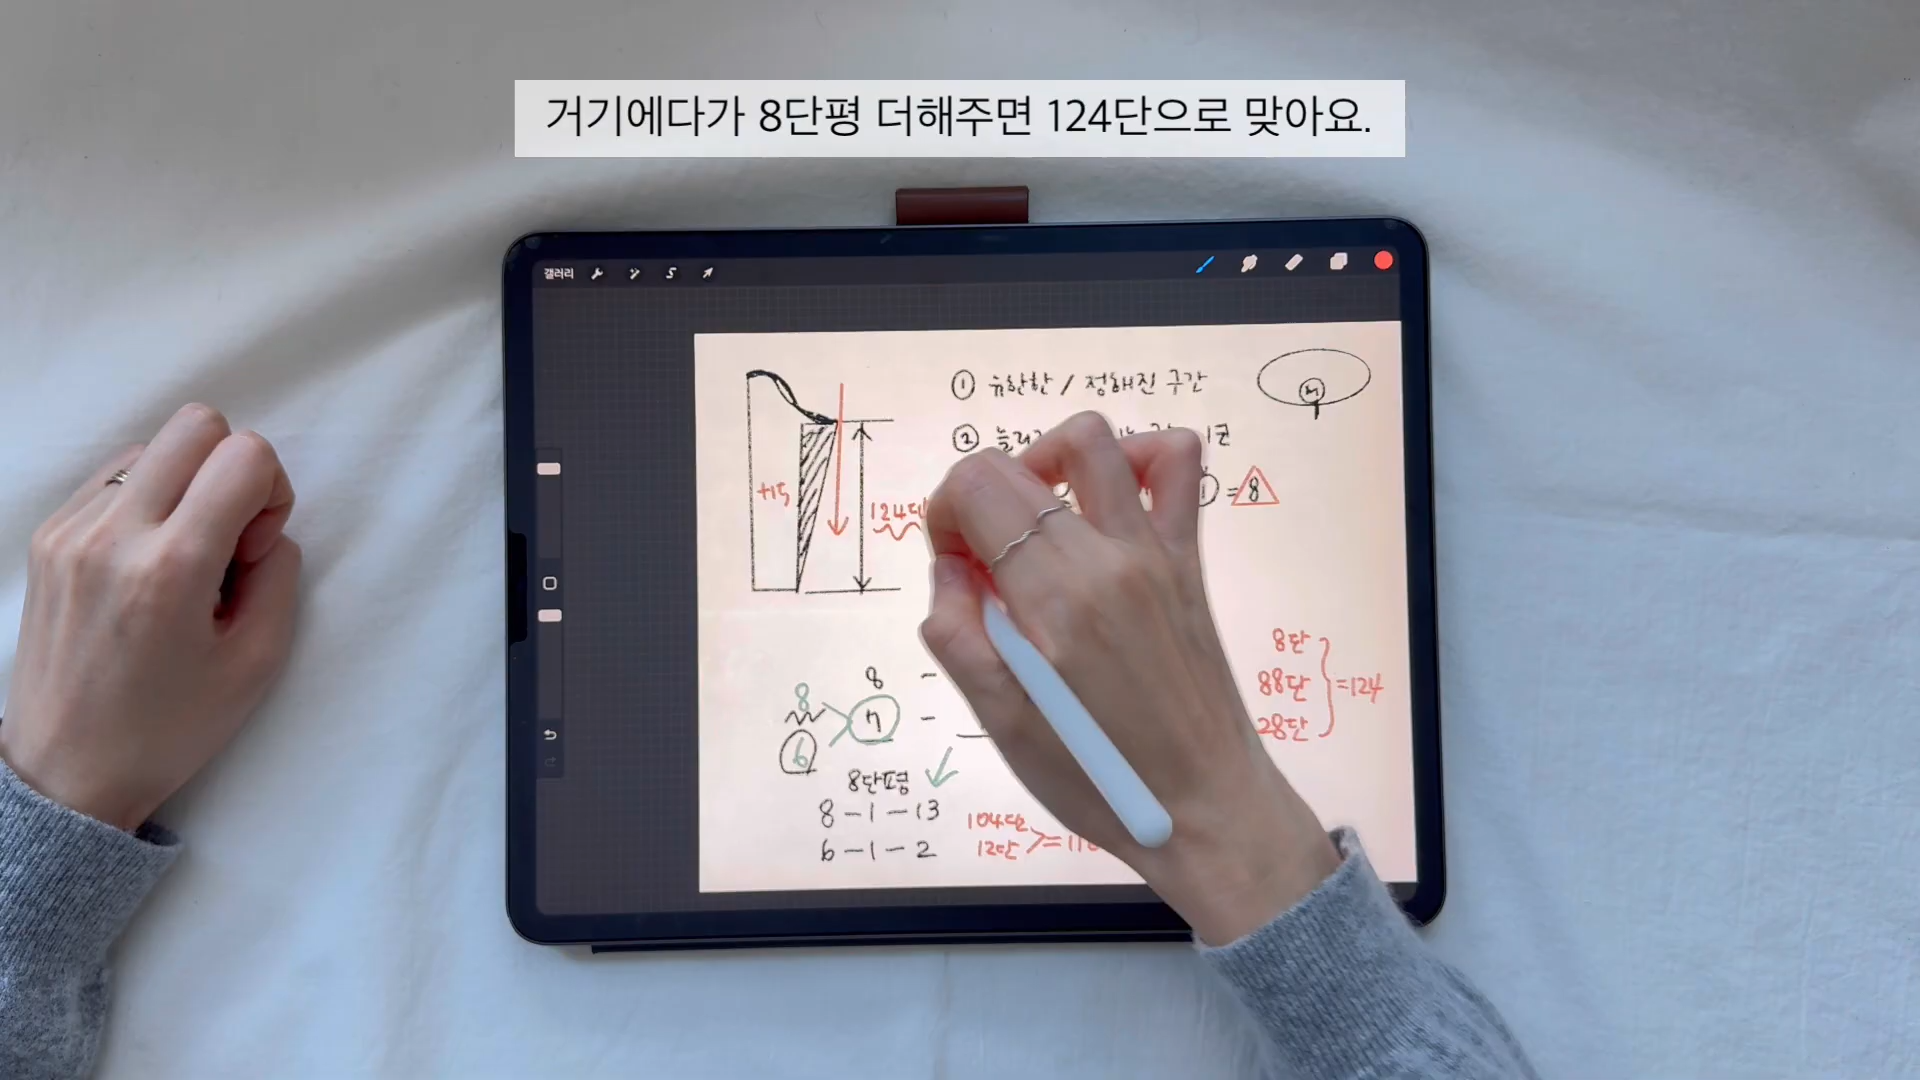 거기에다가 8단평 더해주면 124단으로 맞아요.
갤러리
① 유한한 / 정해진 구간
②
= 8
+15
124단
8단
88단 = 124
28단
8 -
8
7 -
6
8단평
8 - 1 - 13
6 - 1 - 2
104단
12단 > =